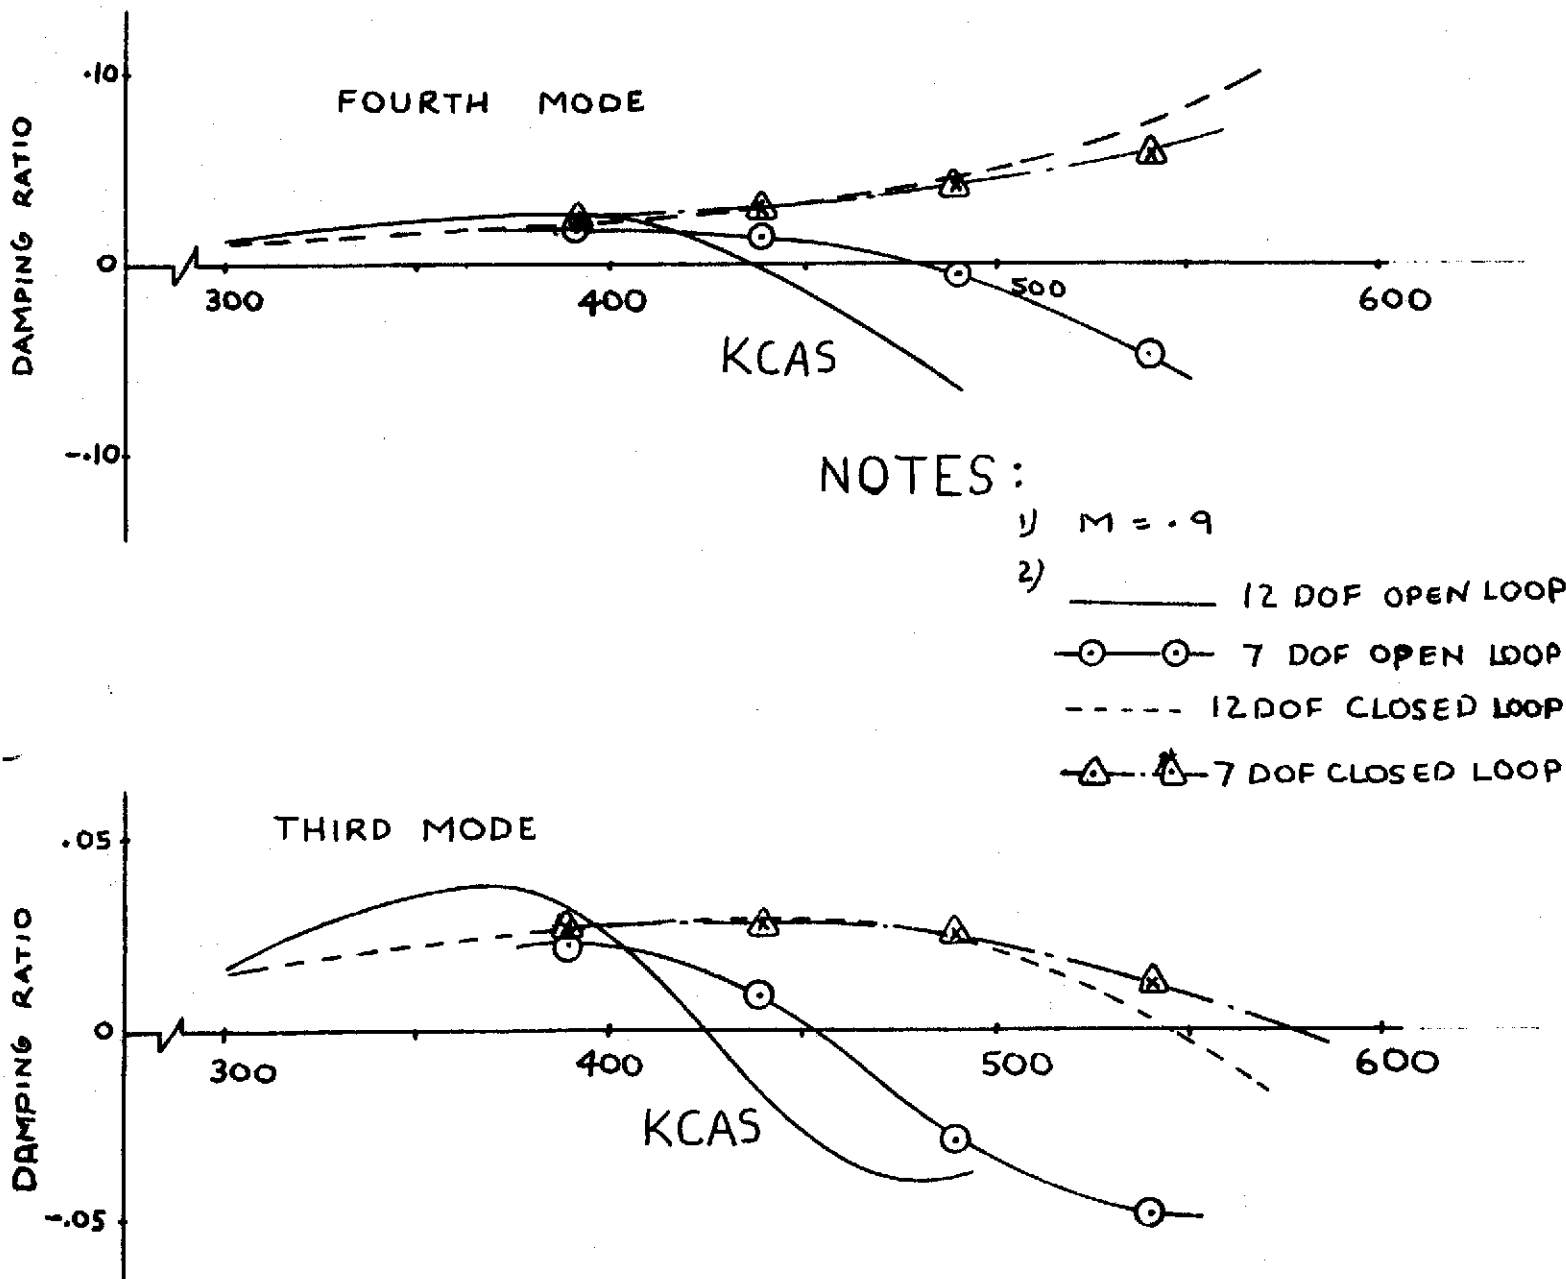 DAMPING RATIO
.10
0
-.10
FOURTH MODE
300
400
500
600
KCAS
NOTES:
1) M = .9
2)
12 DOF OPEN LOOP
7 DOF OPEN LOOP
12 DOF CLOSED LOOP
7 DOF CLOSED LOOP
DAMPING RATIO
.05
0
-.05
THIRD MODE
300
400
500
600
KCAS